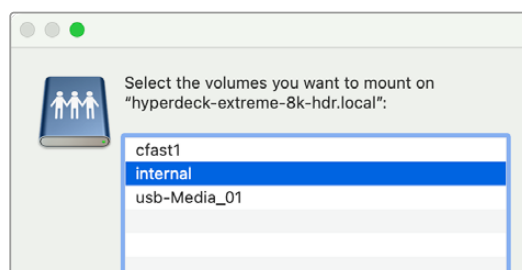 Select the volumes you want to mount on
“hyperdeck-extreme-8k-hdr.local”:
cfast1
internal
usb-Media_01